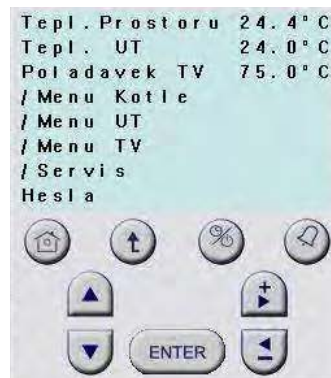 Tepl.Prostoru 24.4°C
Tepl. UT 24.0°C
Poladavek TV 75.0°C
/Menu Kotle
/Menu UT
/Menu TV
/Servis
Hesla
ENTER